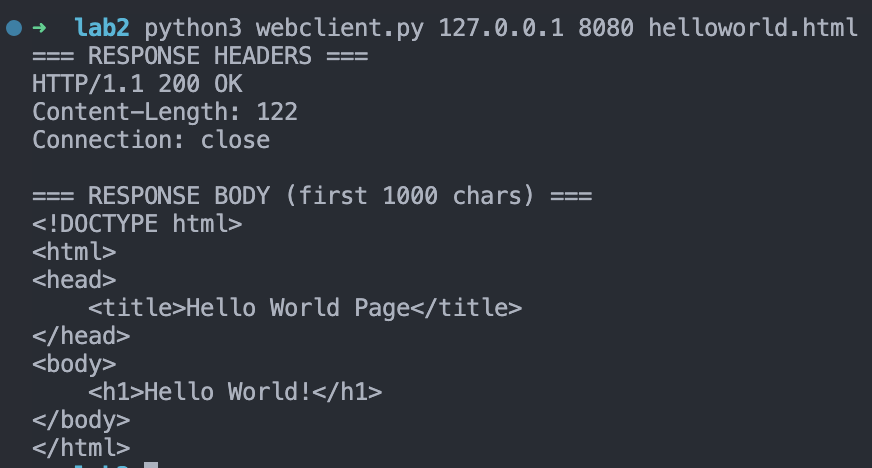 ➜  lab2 python3 webclient.py 127.0.0.1 8080 helloworld.html
=== RESPONSE HEADERS ===
HTTP/1.1 200 OK
Content-Length: 122
Connection: close

=== RESPONSE BODY (first 1000 chars) ===
<!DOCTYPE html>
<html>
<head>
    <title>Hello World Page</title>
</head>
<body>
    <h1>Hello World!</h1>
</body>
</html>
lab2